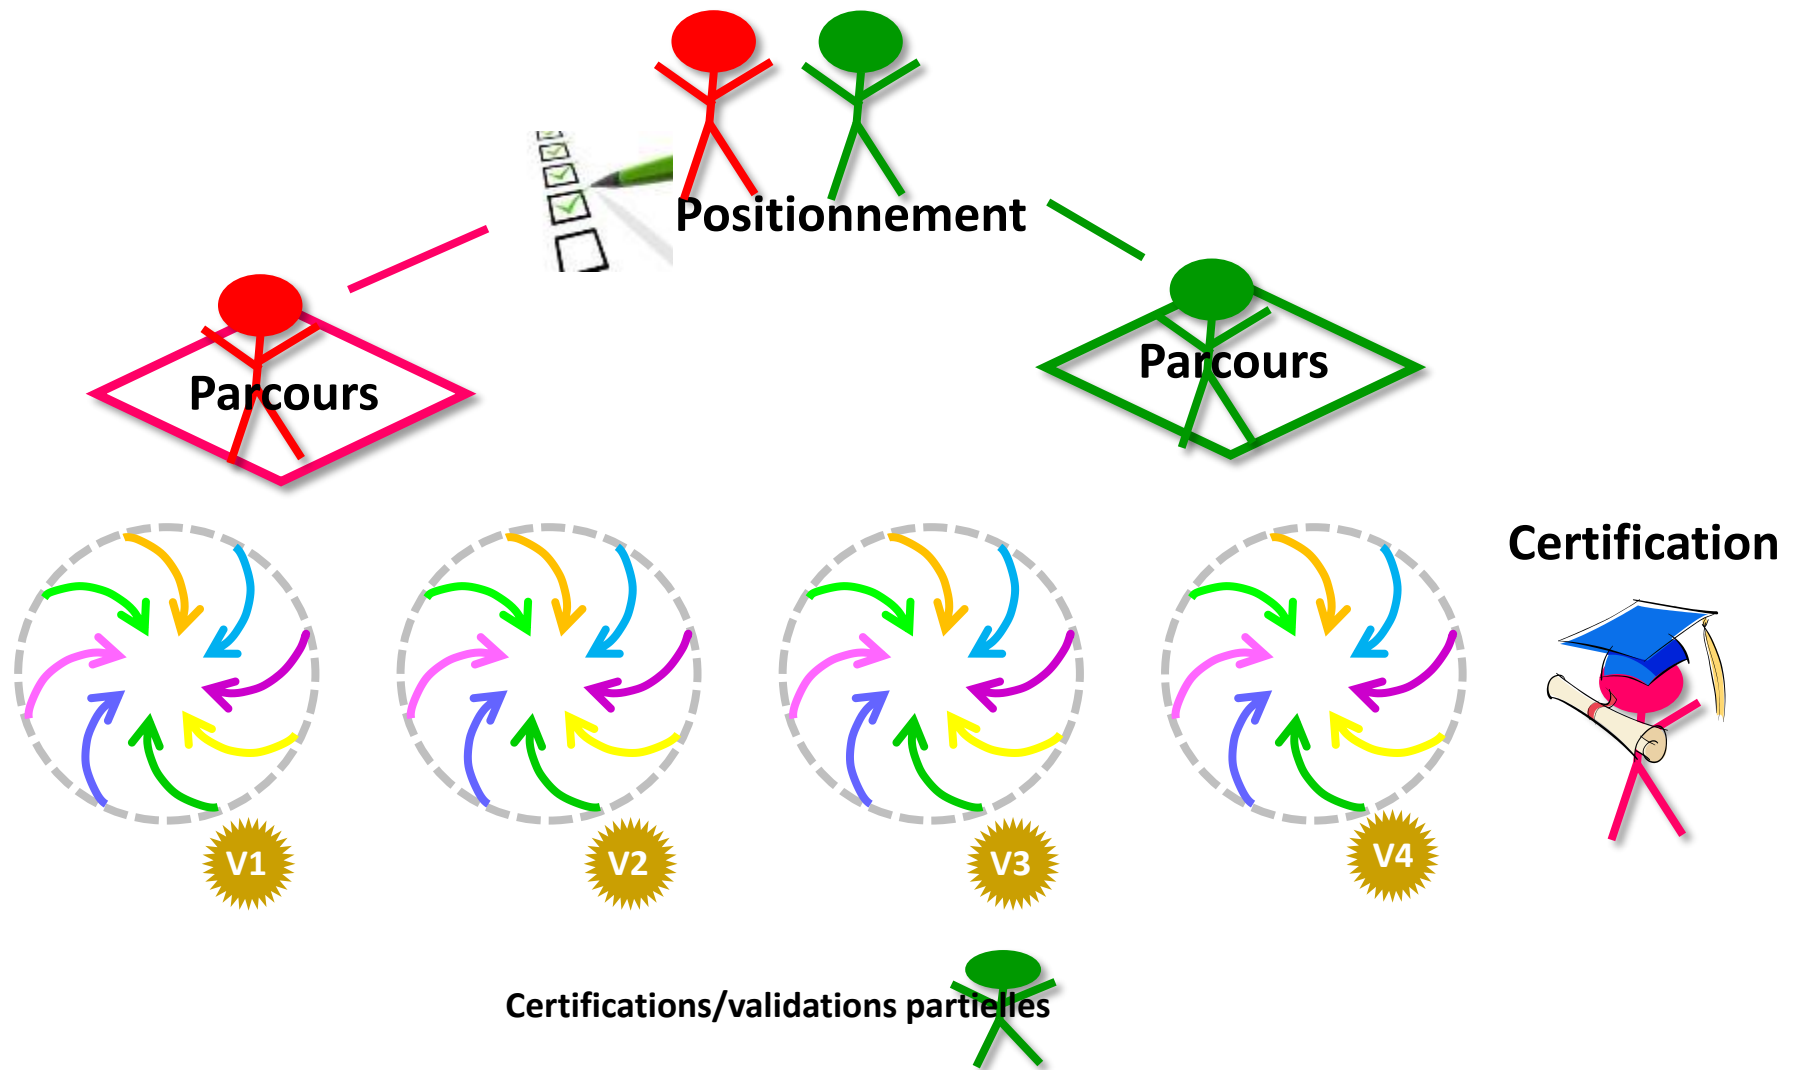 Positionnement
Parcours
Parcours
Certification
V1
V2
V3
V4
Certifications/validations partielles